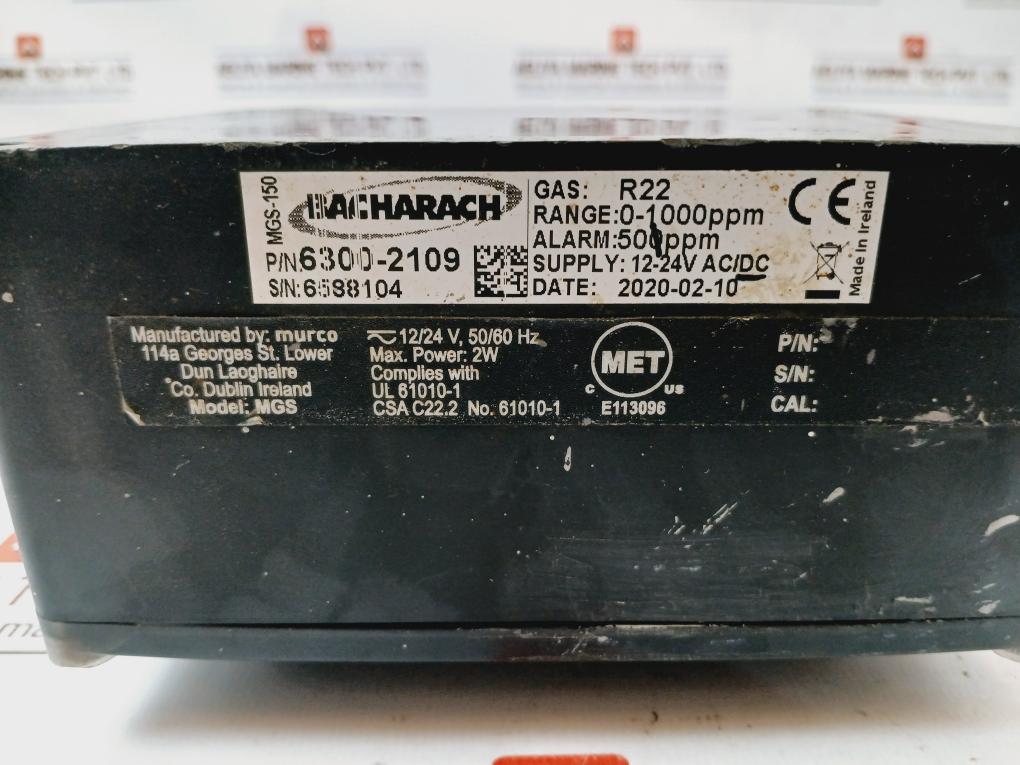 MGS-150
BACHARACH
P/N:6300-2109
S/N:6588104
GAS: R22
RANGE:0-1000ppm
ALARM:500ppm
SUPPLY: 12-24V AC/DC
DATE: 2020-02-10
CE
Made in Ireland
Manufactured by: murco
114a Georges St. Lower
Dun Laoghaire
Co. Dublin Ireland
Model: MGS
12/24 V, 50/60 Hz
Max. Power: 2W
Complies with
UL 61010-1
CSA C22.2 No. 61010-1
MET
C US
E113096
P/N:
S/N:
CAL: